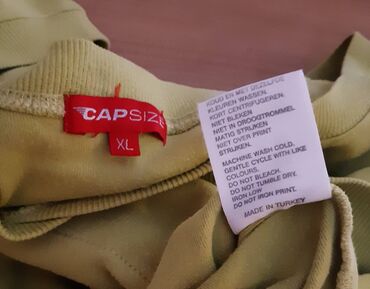 CAPSIZE
XL
KOUD EN MET DEZELFDE
KLEUREN WASSEN.
KORT CENTRIFUGEREN.
NIET BLEKEN
NIET IN DROOGTROMMEL
MATIG STRIJKEN
NIET OVER PRINT
STRIJKEN.
MACHINE WASH COLD.
GENTLE CYCLE WITH LIKE
COLOURS.
DO NOT BLEACH.
DO NOT TUMBLE DRY.
IRON LOW
DO NOT IRON PRINT.
MADE IN TURKEY